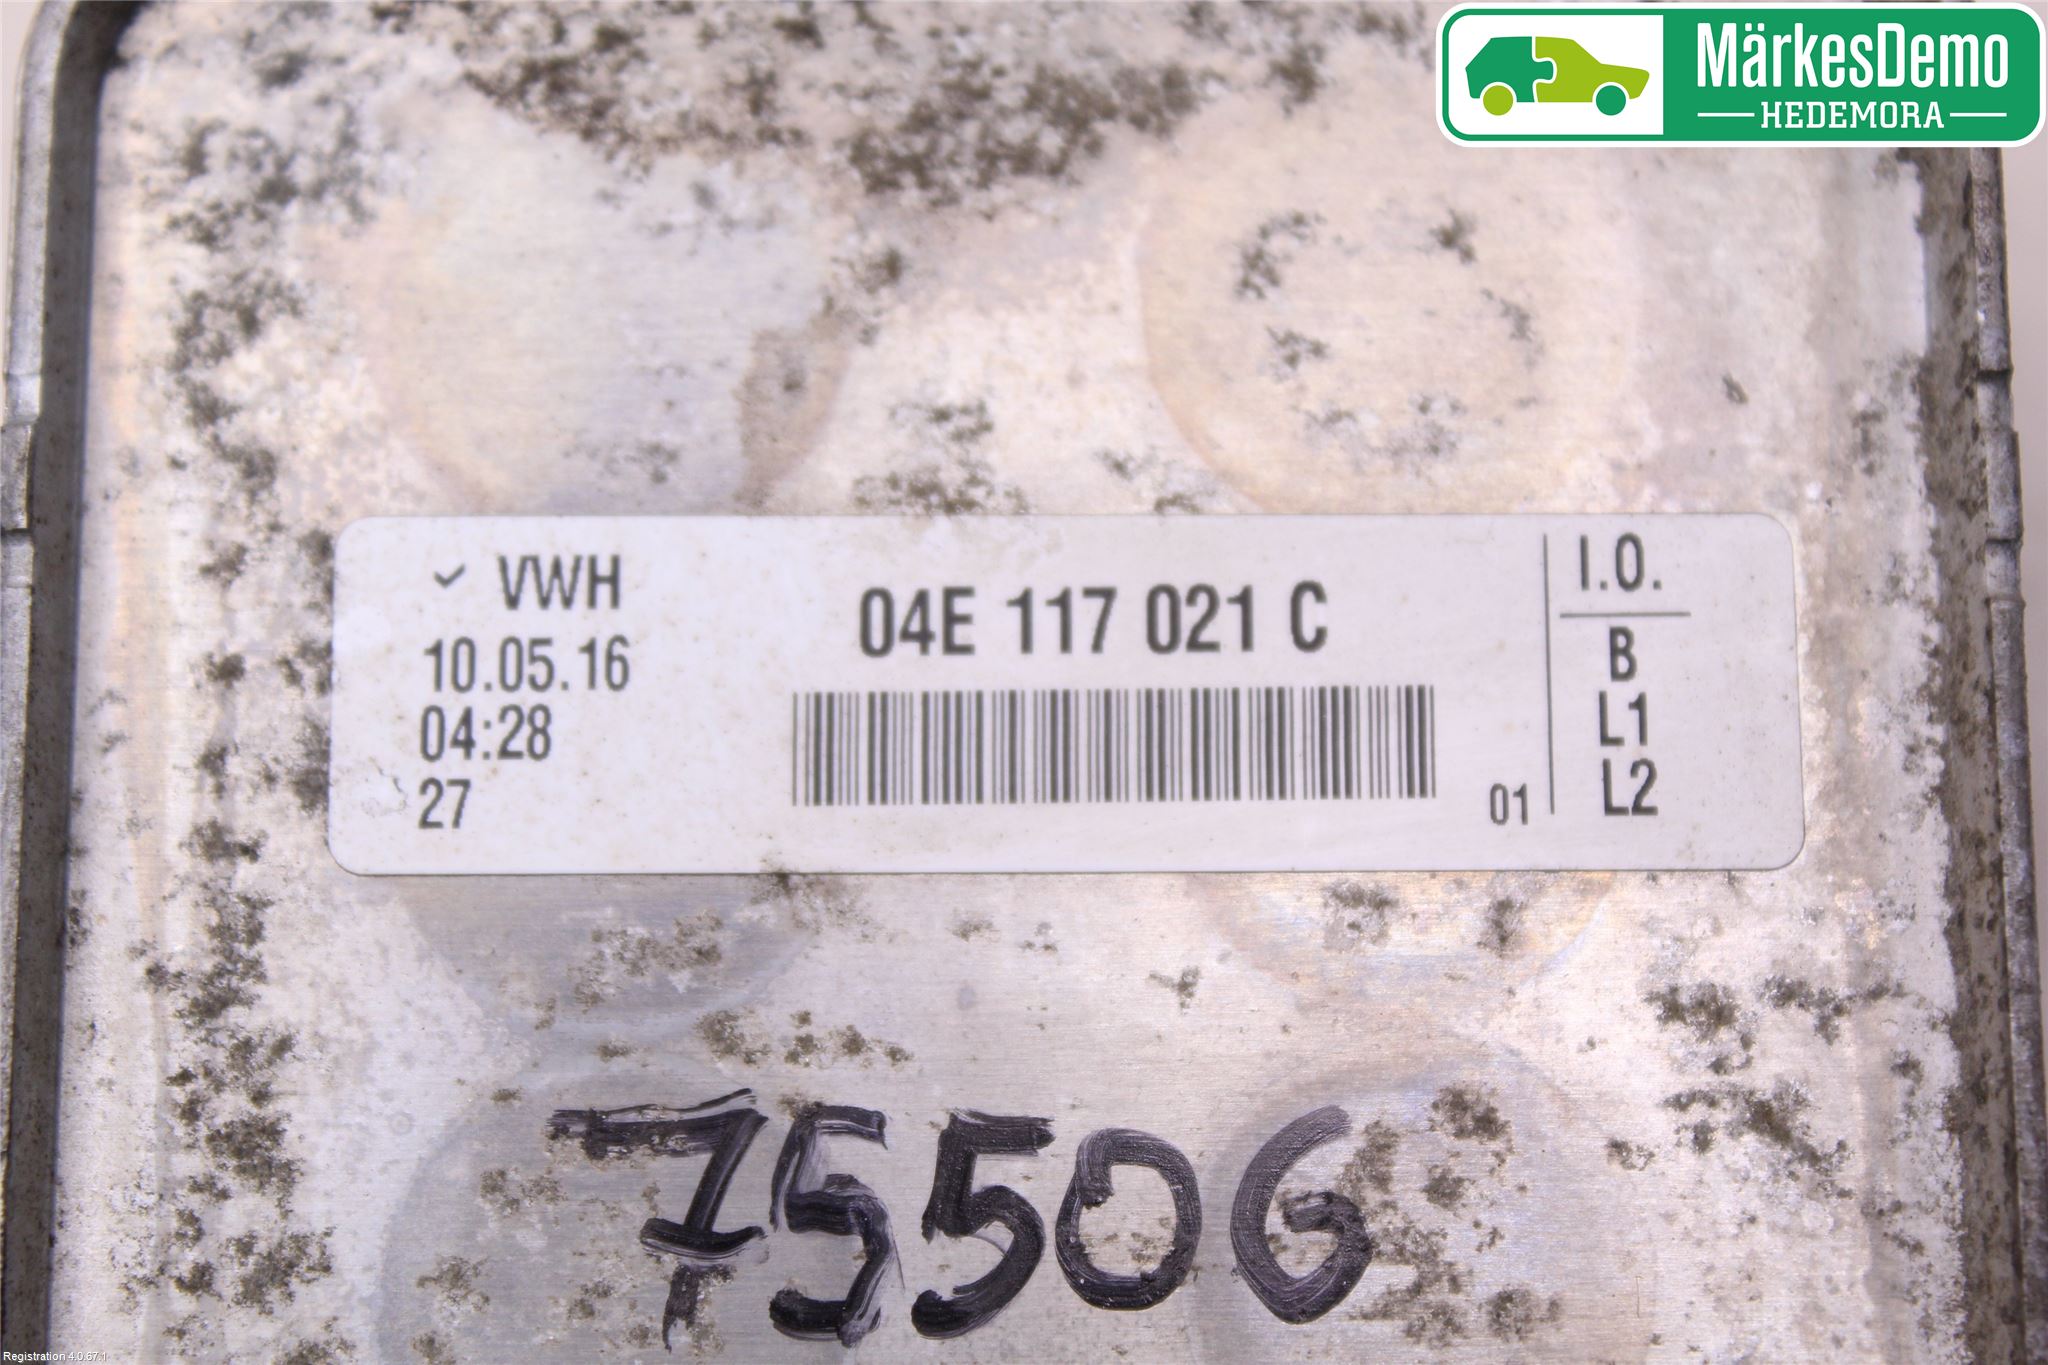 MärkesDemo
HEDEMORA
VWH
10.05.16
04:28
27
04E 117 021 C
01
I.O.
B
L1
L2
75506
Registration 4.0.67.1